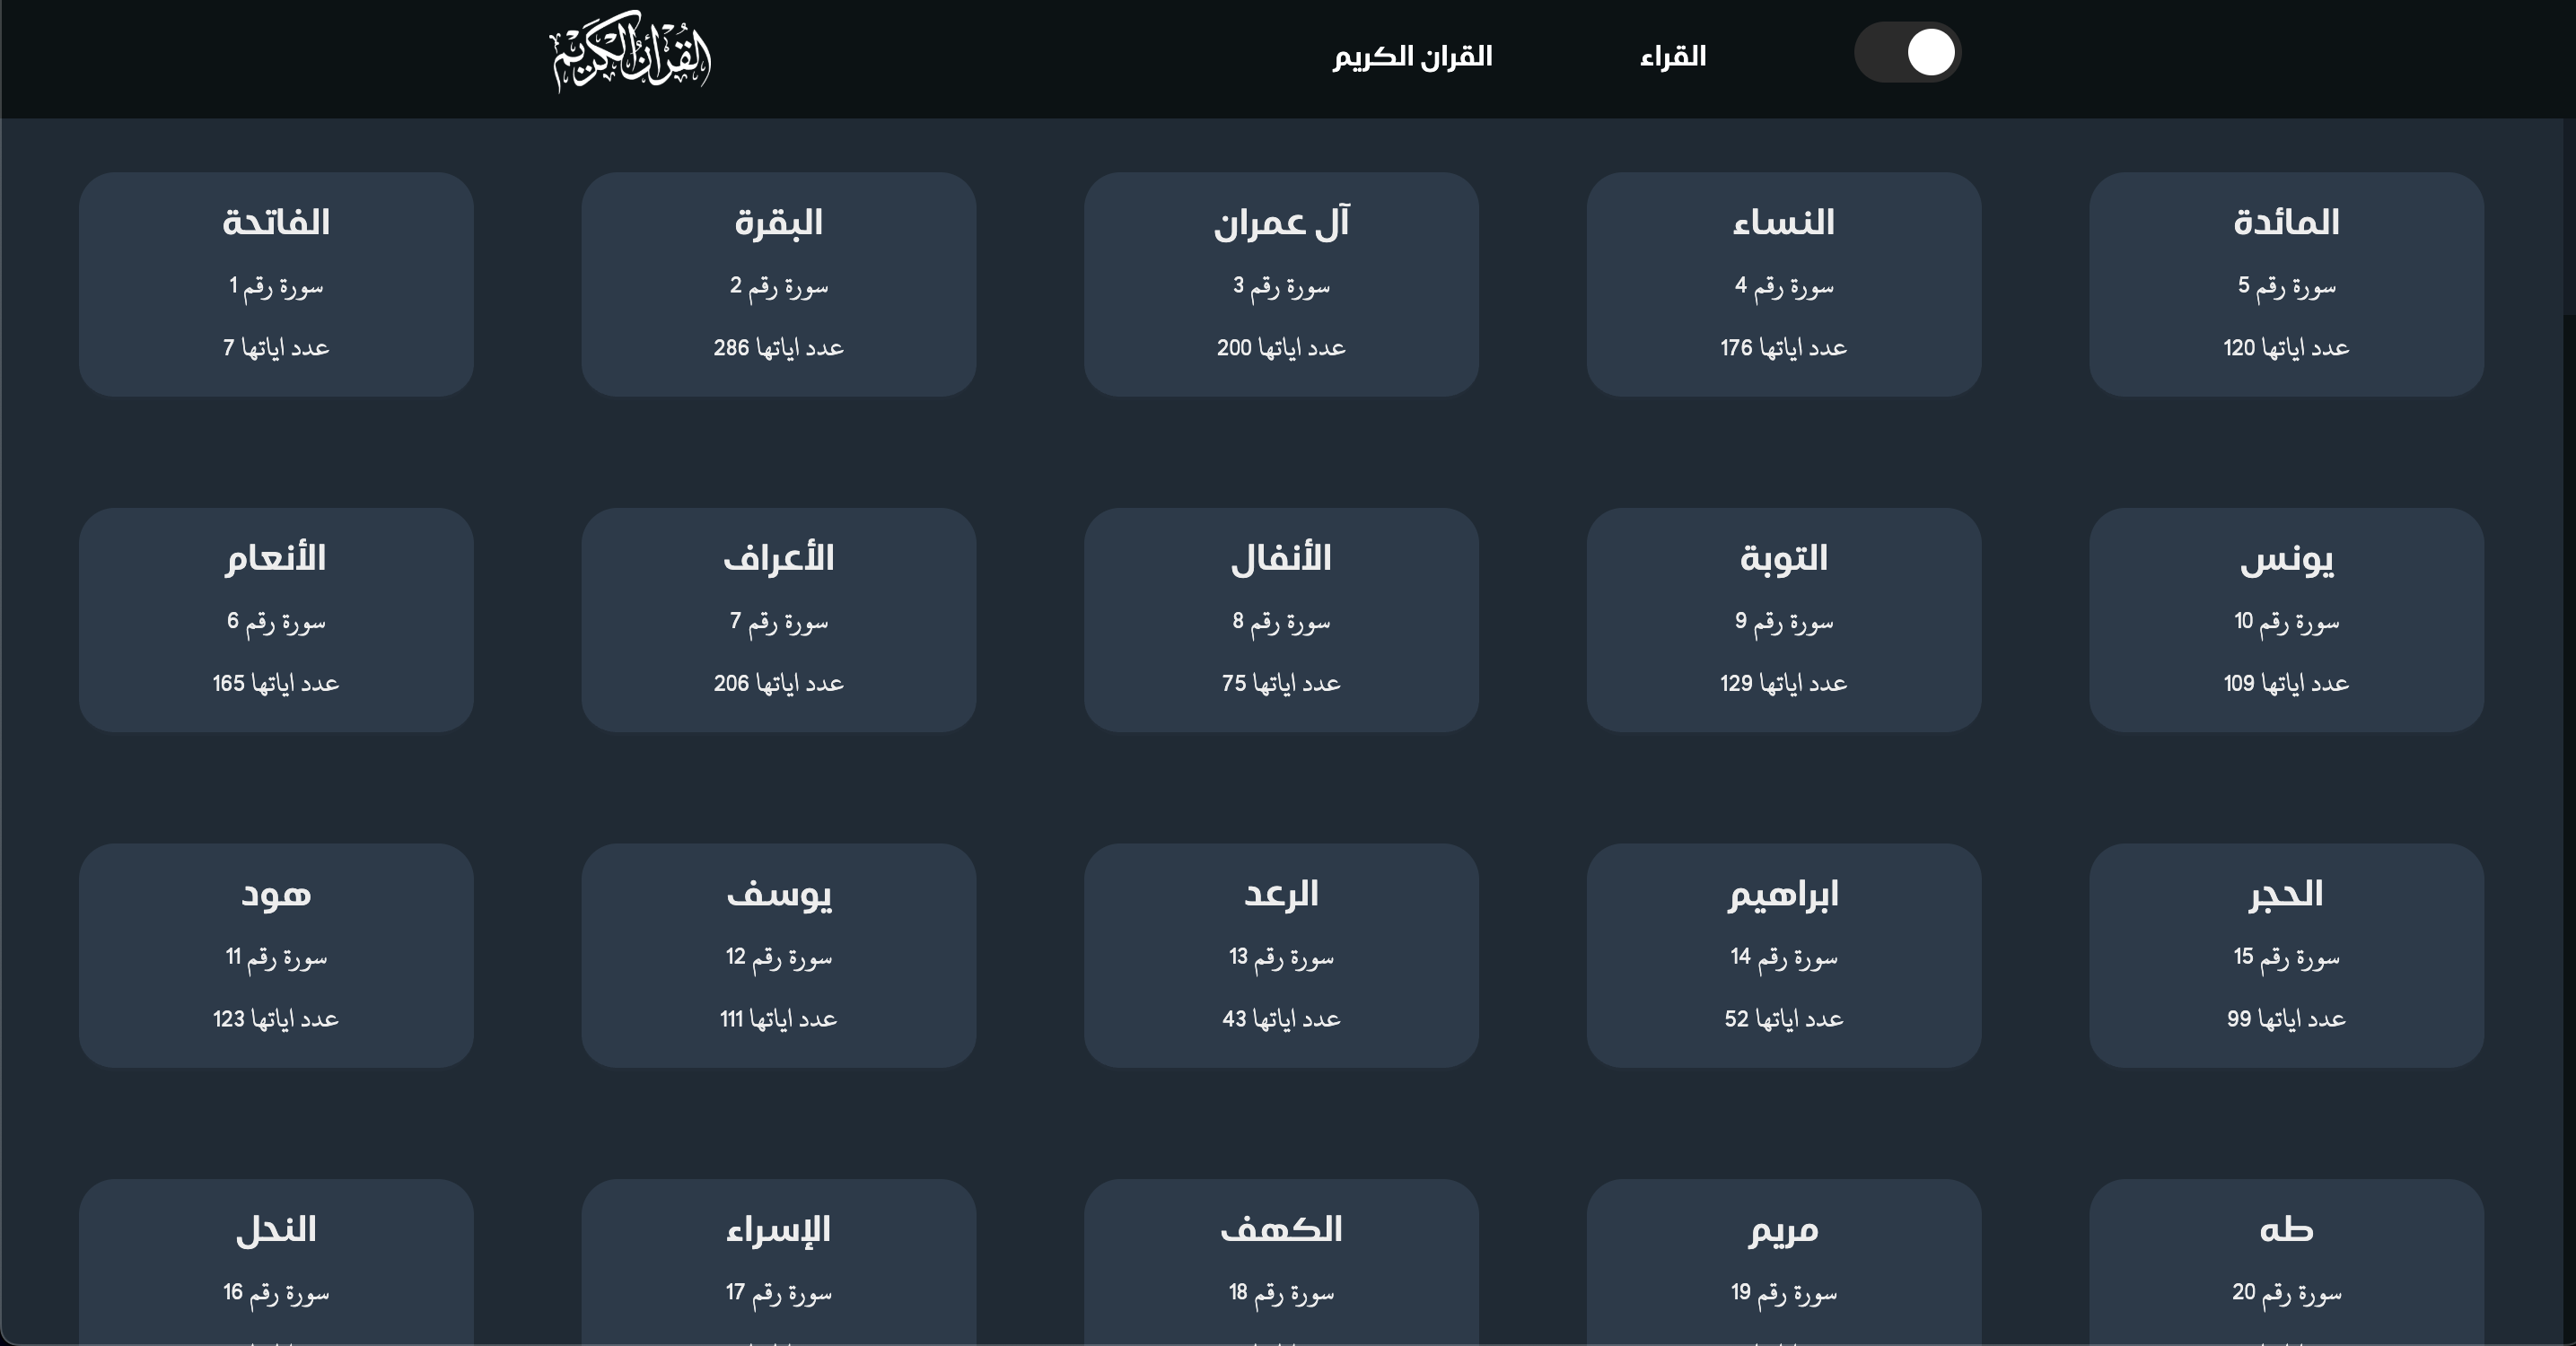 القرآن الكريم
القران الكريم
القراء
الفاتحة
سورة رقم 1
عدد اياتها 7
البقرة
سورة رقم 2
عدد اياتها 286
آل عمران
سورة رقم 3
عدد اياتها 200
النساء
سورة رقم 4
عدد اياتها 176
المائدة
سورة رقم 5
عدد اياتها 120
الأنعام
سورة رقم 6
عدد اياتها 165
الأعراف
سورة رقم 7
عدد اياتها 206
الأنفال
سورة رقم 8
عدد اياتها 75
التوبة
سورة رقم 9
عدد اياتها 129
يونس
سورة رقم 10
عدد اياتها 109
هود
سورة رقم 11
عدد اياتها 123
يوسف
سورة رقم 12
عدد اياتها 111
الرعد
سورة رقم 13
عدد اياتها 43
ابراهيم
سورة رقم 14
عدد اياتها 52
الحجر
سورة رقم 15
عدد اياتها 99
النحل
سورة رقم 16
الإسراء
سورة رقم 17
الكهف
سورة رقم 18
مريم
سورة رقم 19
طه
سورة رقم 20